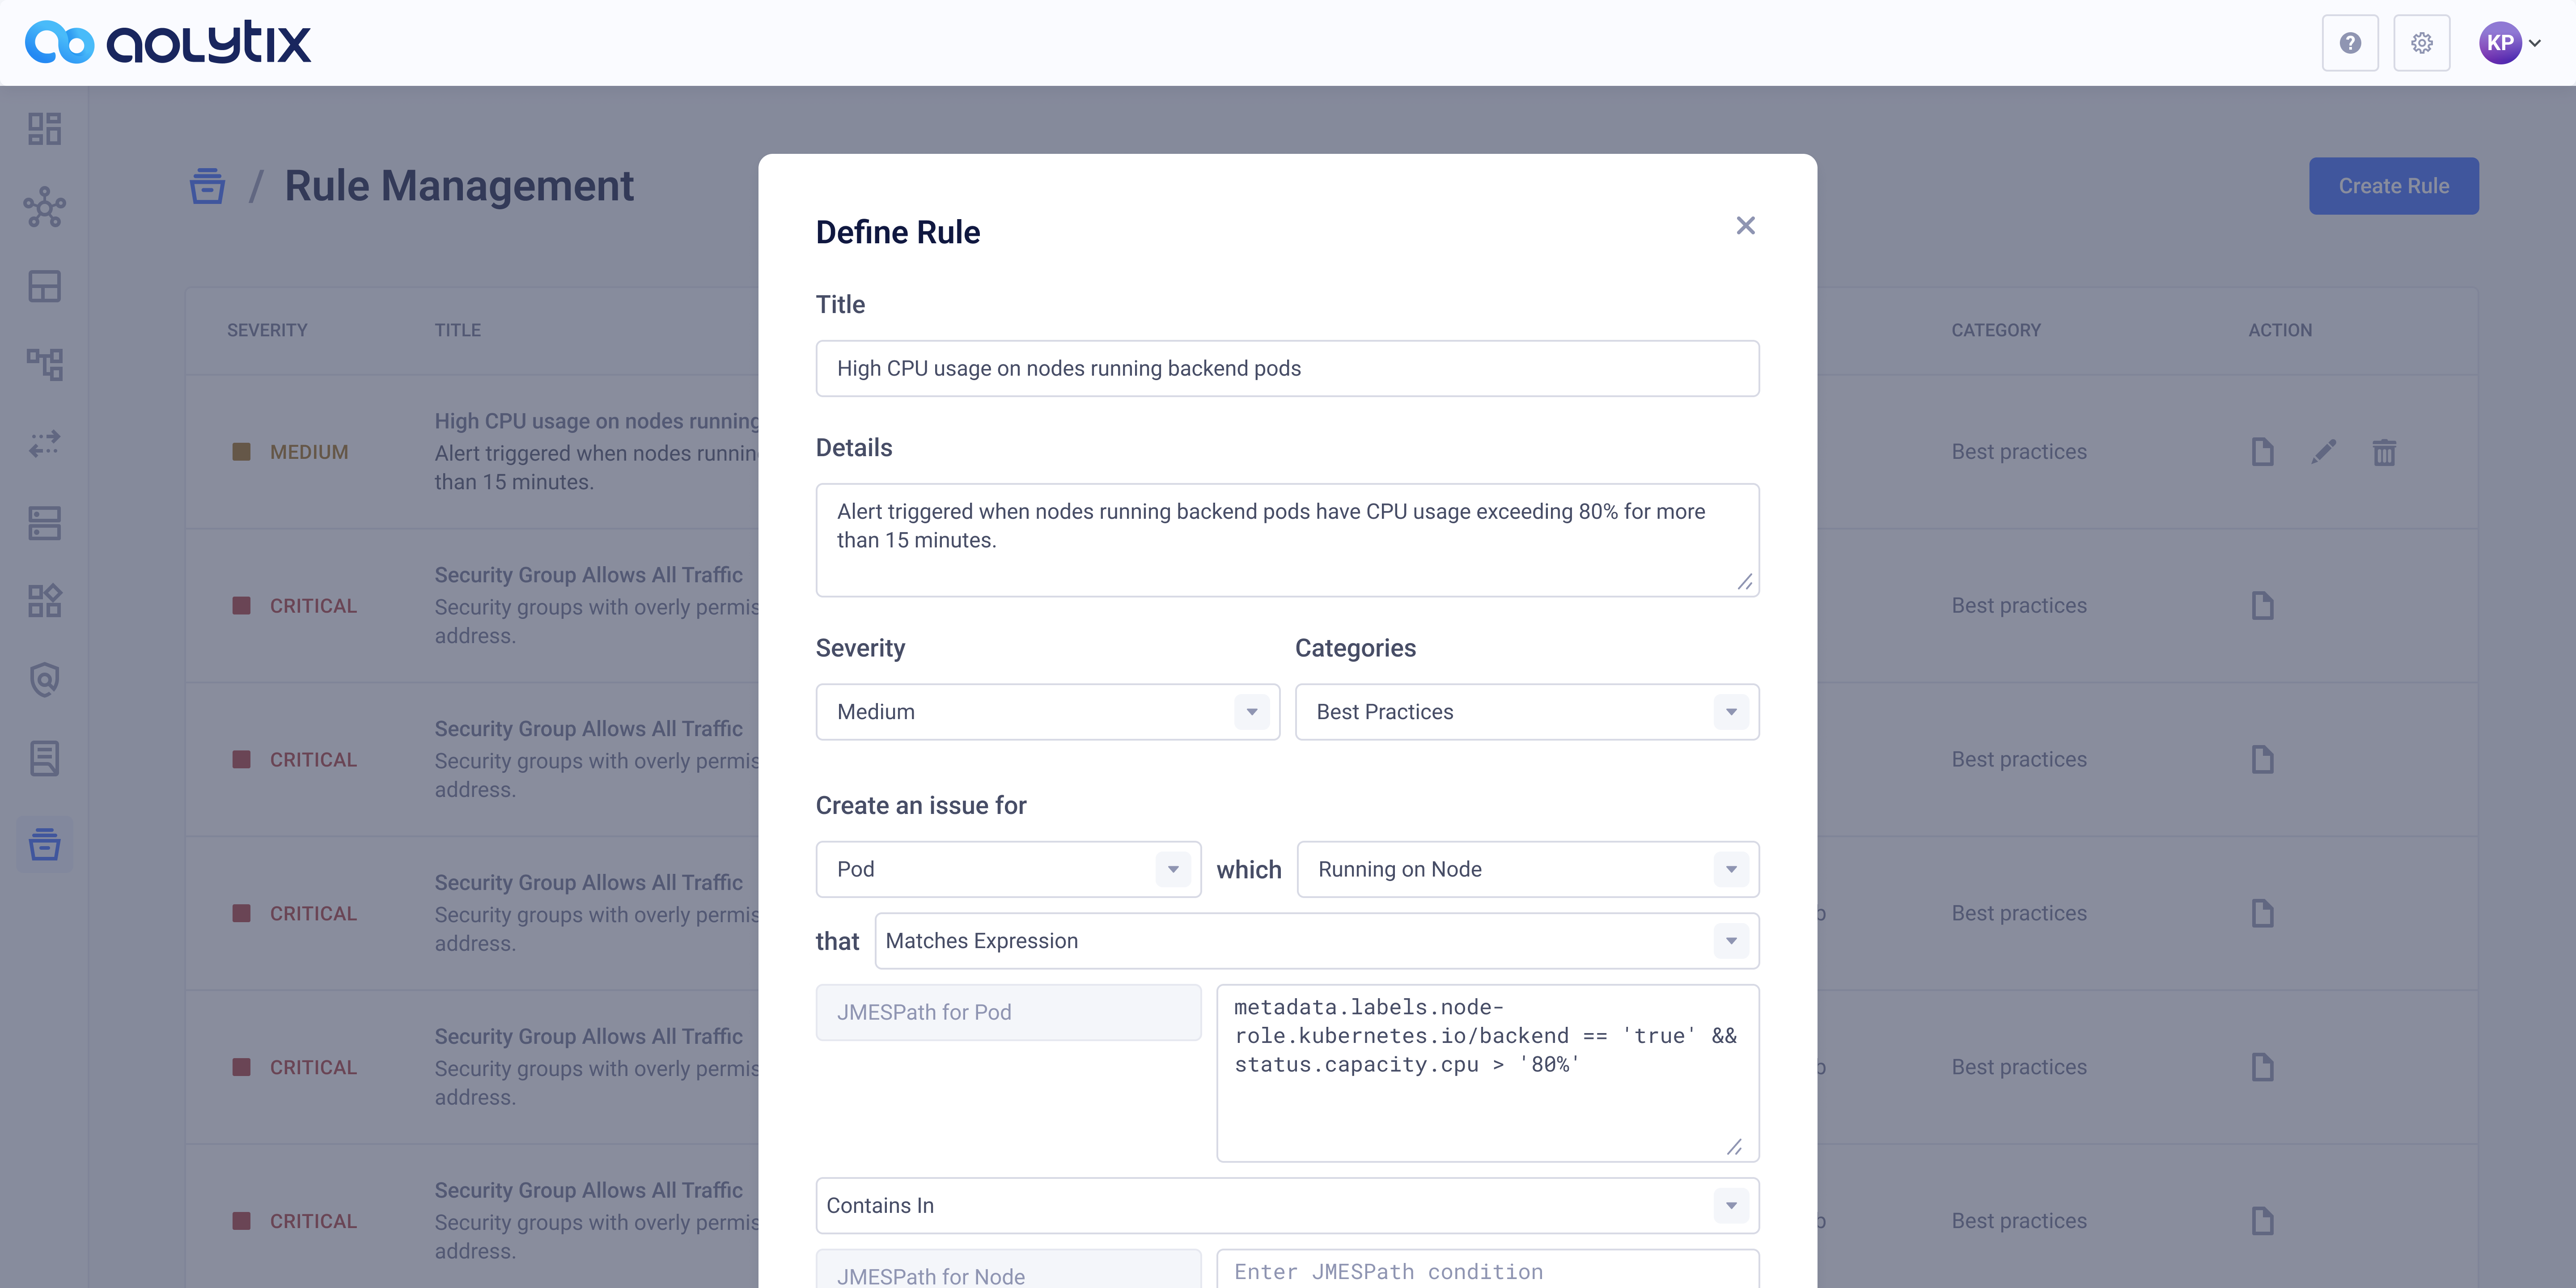 aolytix
?
KP
/ Rule Management
Create Rule
SEVERITY
TITLE
CATEGORY
ACTION
MEDIUM
High CPU usage on nodes running
Alert triggered when nodes
than 15 minutes.
Best practices
CRITICAL
Security Group Allows All Traffic
Security groups with overly
address.
Best practices
CRITICAL
Security Group Allows All Traffic
Security groups with overly
address.
Best practices
CRITICAL
Security Group Allows All Traffic
Security groups with overly
address.
Best practices
CRITICAL
Security Group Allows All Traffic
Security groups with overly
address.
Best practices
CRITICAL
Security Group Allows All Traffic
Security groups with overly
address.
Best practices
Define Rule
Title
High CPU usage on nodes running backend pods
Details
Alert triggered when nodes running backend pods have CPU usage exceeding 80% for more
than 15 minutes.
Severity
Categories
Medium
Best Practices
Create an issue for
Pod
which
Running on Node
that
Matches Expression
JMESPath for Pod
metadata.labels.node-
role.kubernetes.io/backend == 'true' &&
status.capacity.cpu > '80%'
Contains In
JMESPath for Node
Enter JMESPath condition